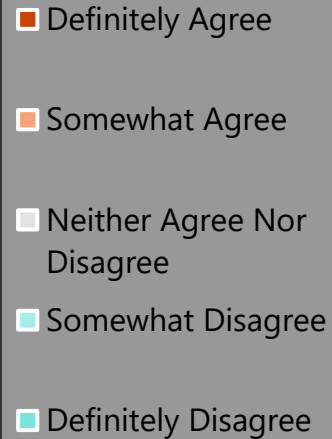 Definitely Agree
Somewhat Agree
Neither Agree Nor
Disagree
Somewhat Disagree
Definitely Disagree